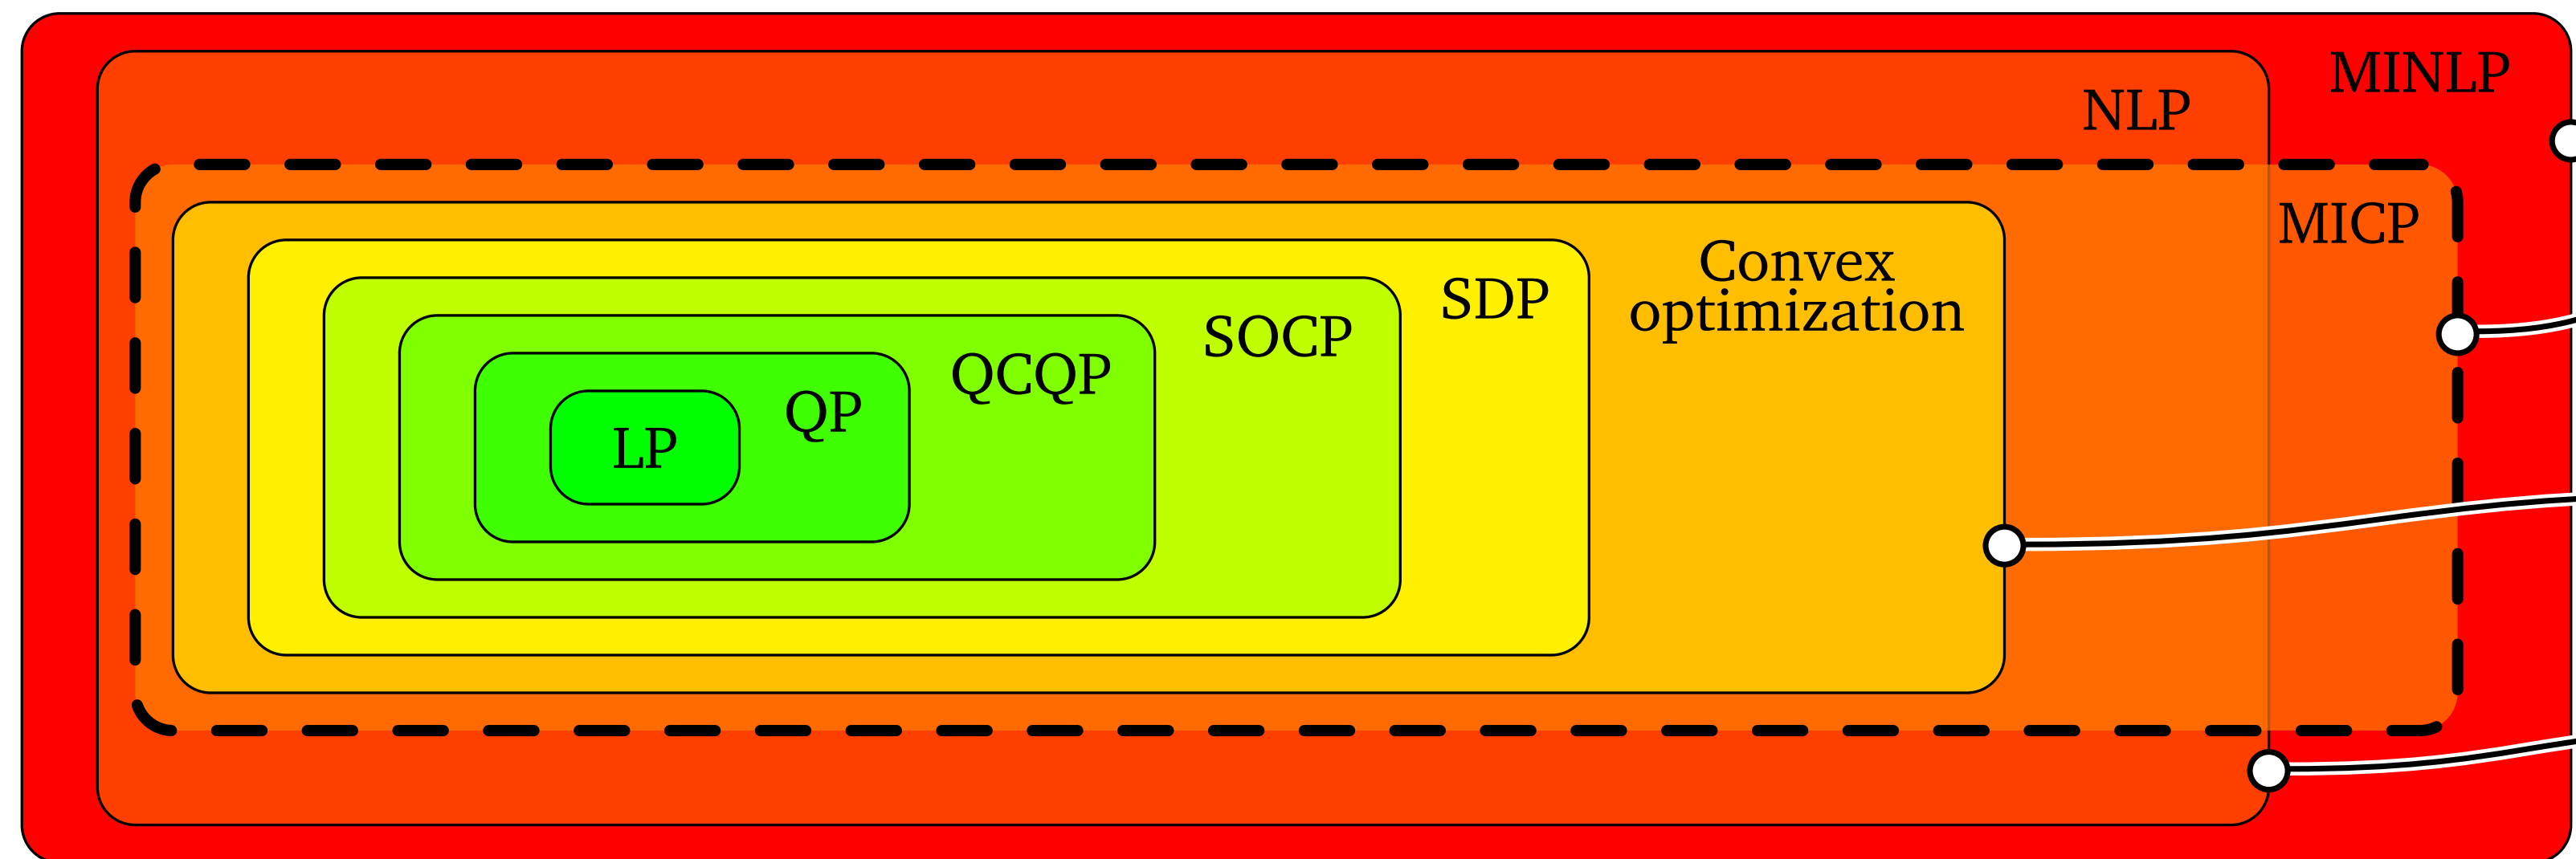 MINLP
NLP
MICP
Convex
optimization
SDP
SOCP
QCQP
QP
LP